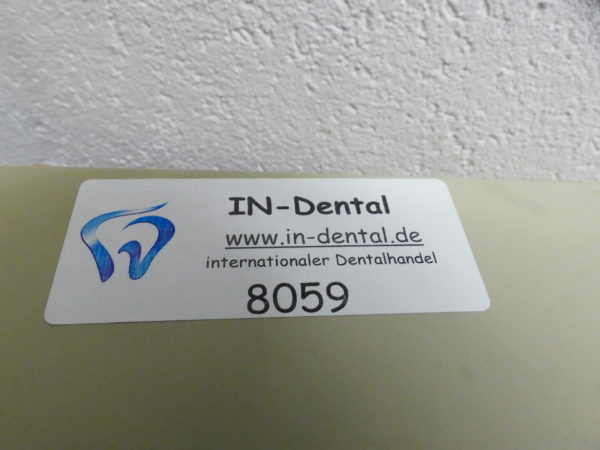 IN-Dental
www.in-dental.de
internationaler Dentalhandel
8059